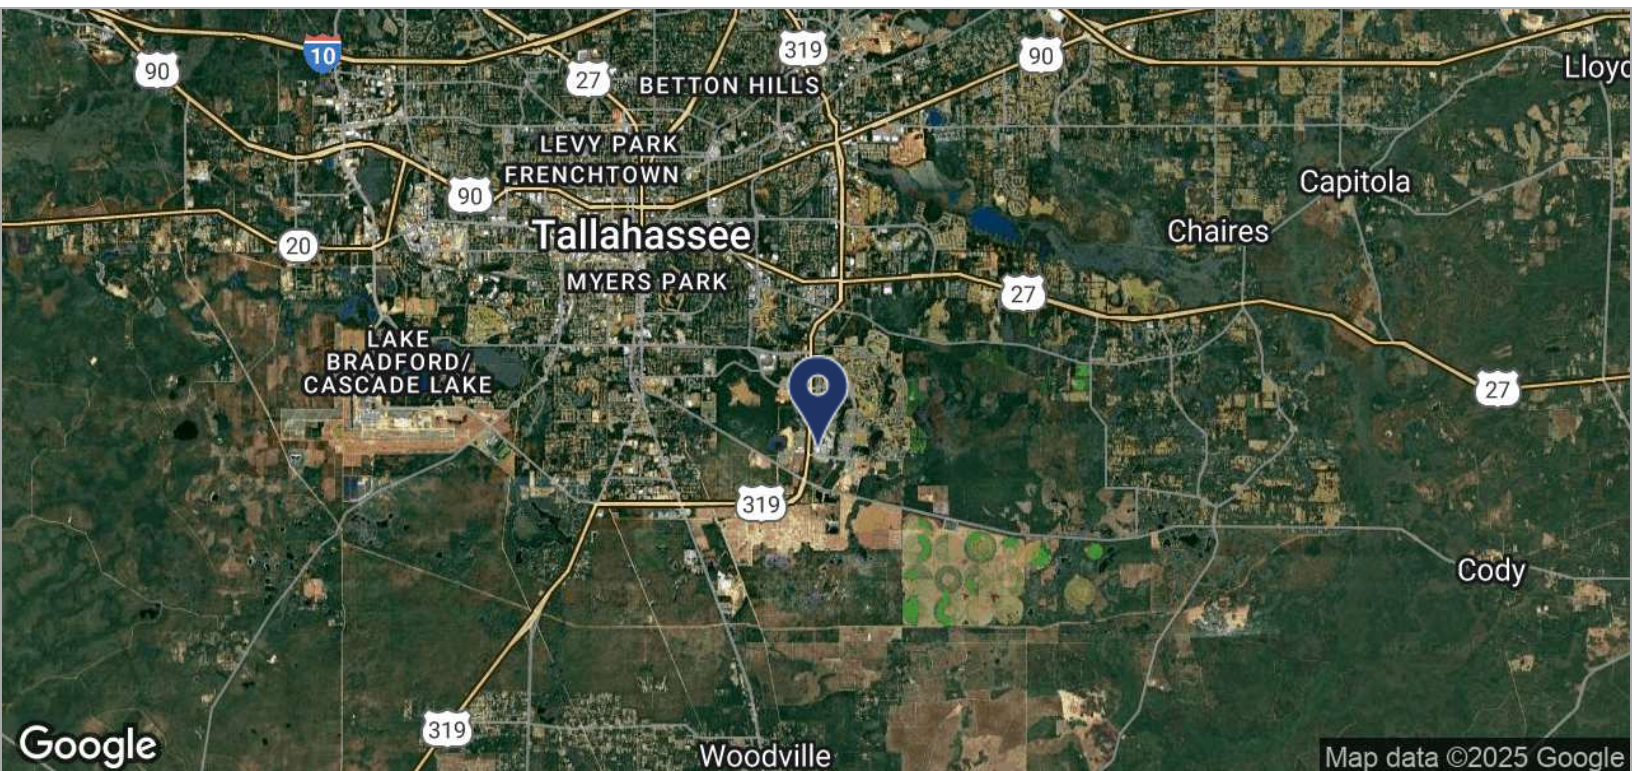 10
319
90
90
27
BETTON HILLS
Lloyd
LEVY PARK
FRENCHTOWN
90
Capitola
Tallahassee
Chaires
20
MYERS PARK
27
LAKE
BRADFORD/
CASCADE LAKE
27
319
Cody
319
Woodville
Google
Map data ©2025 Google